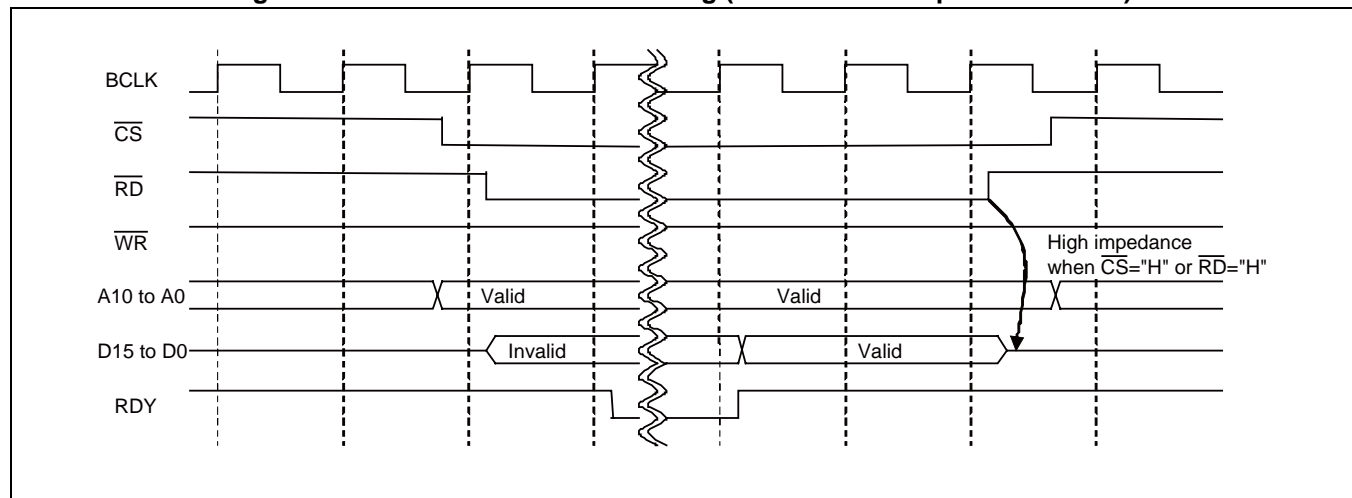 BCLK
CS
RD
WR
High impedance
when CS="H" or RD="H"
A10 to A0
Valid
Valid
D15 to D0
Invalid
Valid
RDY